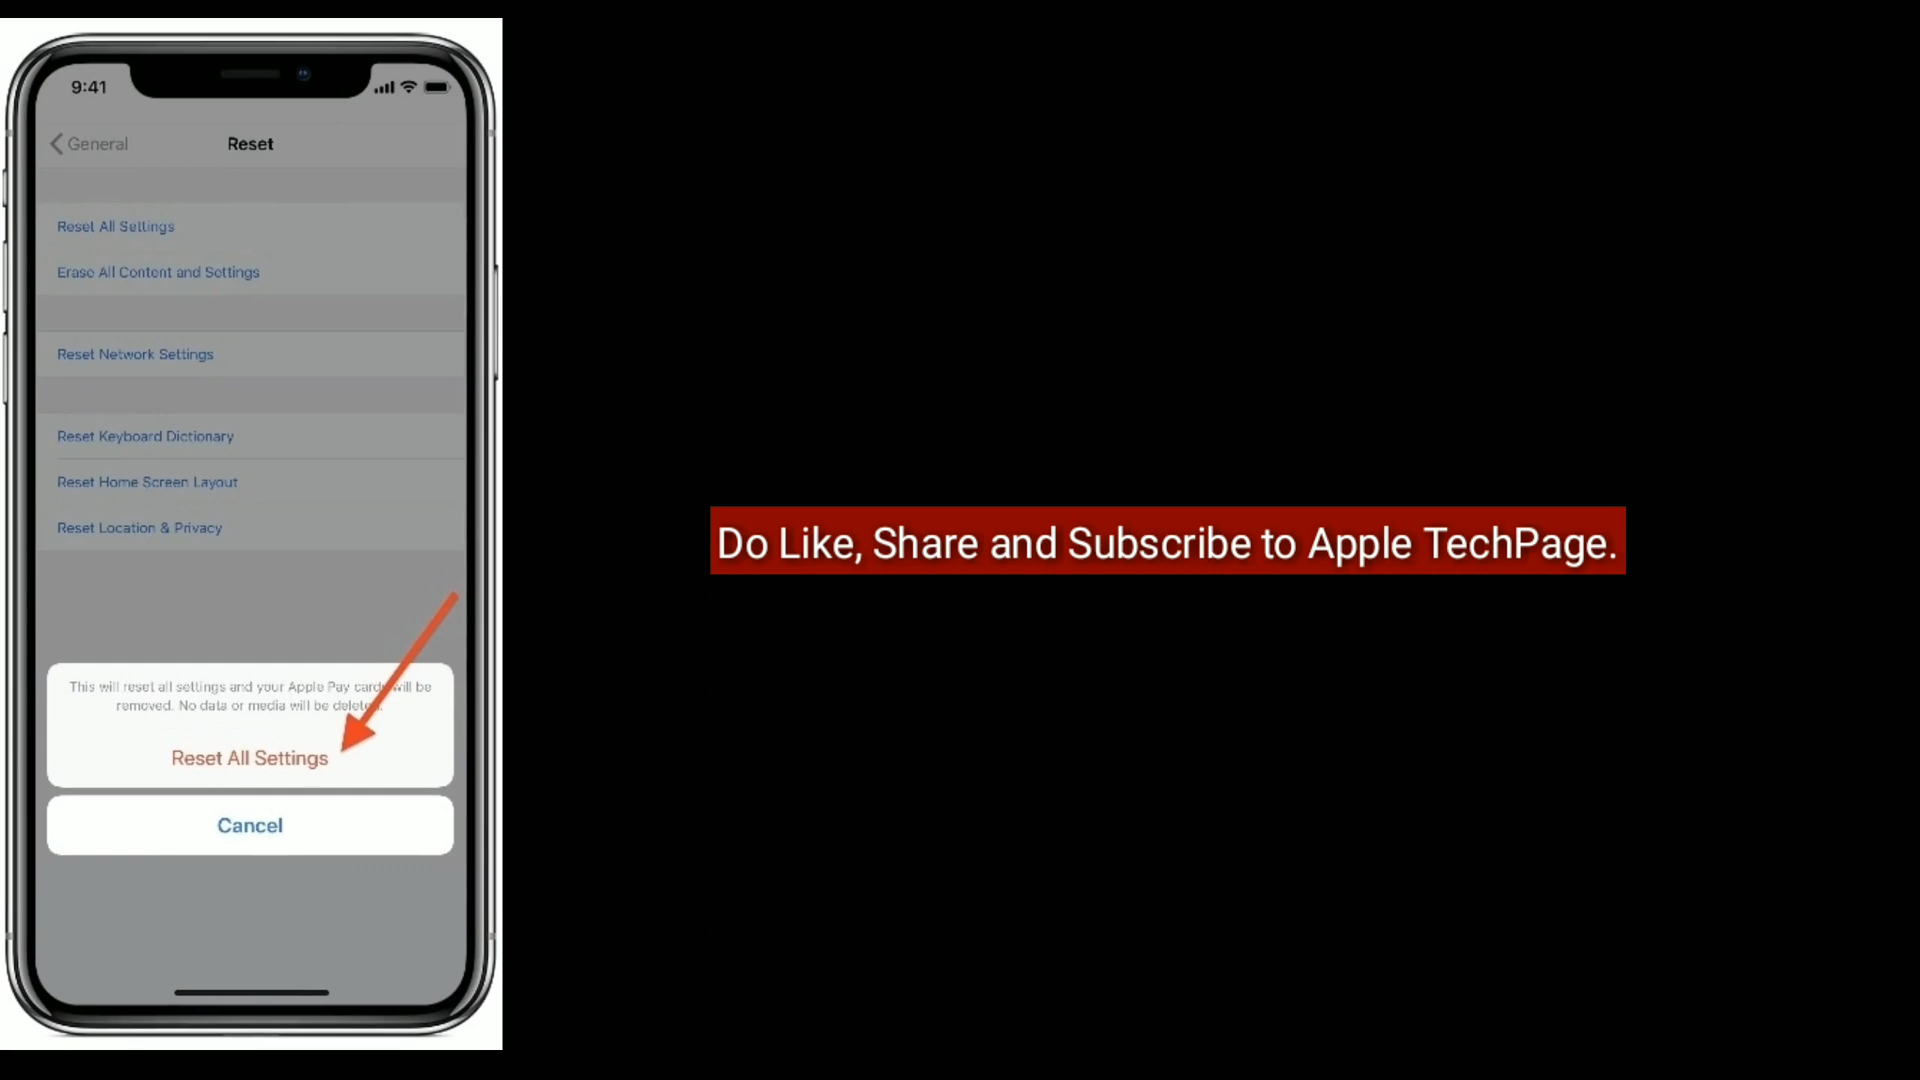 9:41
General
Reset
Reset All Settings
Erase All Content and Settings
Reset Network Settings
Reset Keyboard Dictionary
Reset Home Screen Layout
Reset Location & Privacy
This will reset all settings and your Apple Pay cards will be
removed. No data or media will be deleted.
Reset All Settings
Cancel
Do Like, Share and Subscribe to Apple TechPage.